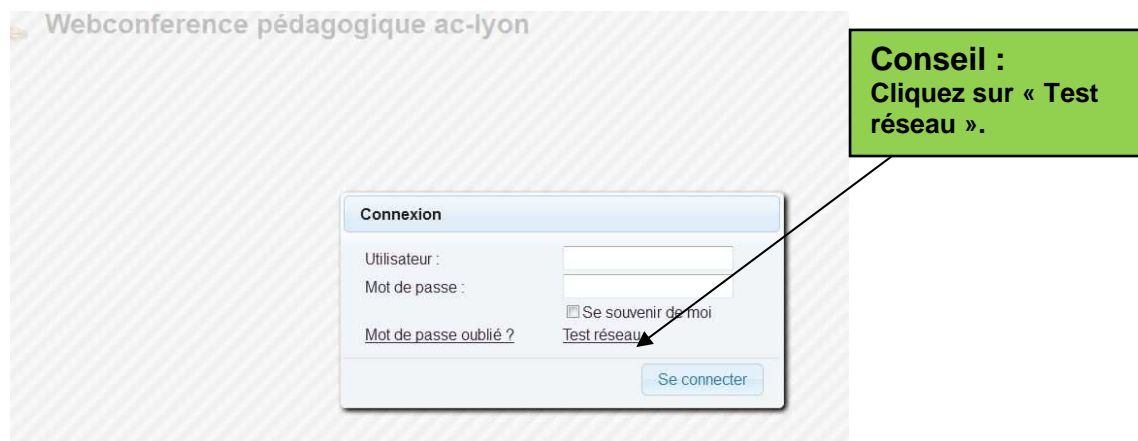 Webconference pédagogique ac-lyon
Conseil :
Cliquez sur « Test
réseau ».
Connexion
Utilisateur :
Mot de passe :
Se souvenir de moi
Mot de passe oublié ? Test réseau
Se connecter